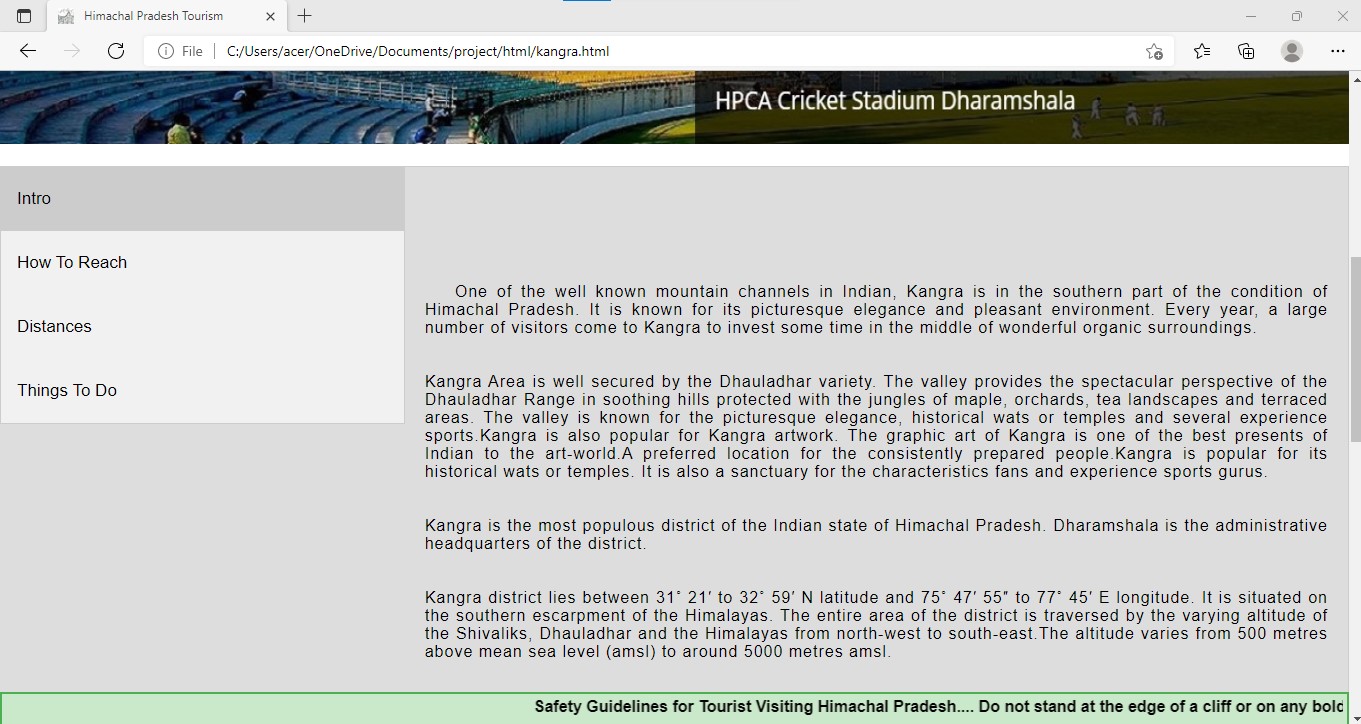 Himachal Pradesh Tourism
File
C:/Users/acer/OneDrive/Documents/project/html/kangra.html
HPCA Cricket Stadium Dharamshala
Intro
How To Reach
Distances
Things To Do
One of the well known mountain channels in Indian, Kangra is in the southern part of the condition of
Himachal Pradesh. It is known for its picturesque elegance and pleasant environment. Every year, a large
number of visitors come to Kangra to invest some time in the middle of wonderful organic surroundings.
Kangra Area is well secured by the Dhauladhar variety. The valley provides the spectacular perspective of the
Dhauladhar Range in soothing hills protected with the jungles of maple, orchards, tea landscapes and terraced
areas. The valley is known for the picturesque elegance, historical wats or temples and several experience
sports.Kangra is also popular for Kangra artwork. The graphic art of Kangra is one of the best presents of
Indian to the art-world.A preferred location for the consistently prepared people.Kangra is popular for its
historical wats or temples. It is also a sanctuary for the characteristics fans and experience sports gurus.
Kangra is the most populous district of the Indian state of Himachal Pradesh. Dharamshala is the administrative
headquarters of the district.
Kangra district lies between 31° 21′ to 32° 59′ N latitude and 75° 47′ 55″ to 77° 45′ E longitude. It is situated on
the southern escarpment of the Himalayas. The entire area of the district is traversed by the varying altitude of
the Shivaliks, Dhauladhar and the Himalayas from north-west to south-east.The altitude varies from 500 metres
above mean sea level (amsl) to around 5000 metres amsl.
Safety Guidelines for Tourist Visiting Himachal Pradesh.... Do not stand at the edge of a cliff or on any bold